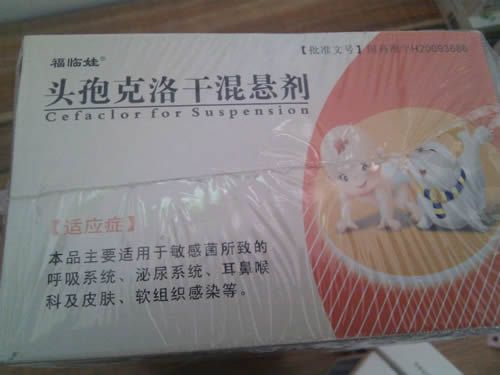 福临娃®
【批准文号】国药准字H20093686
头孢克洛干混悬剂
Cefaclor for Suspension
【适应症】
本品主要适用于敏感菌所致的
呼吸系统、泌尿系统、耳鼻喉
科及皮肤、软组织感染等。